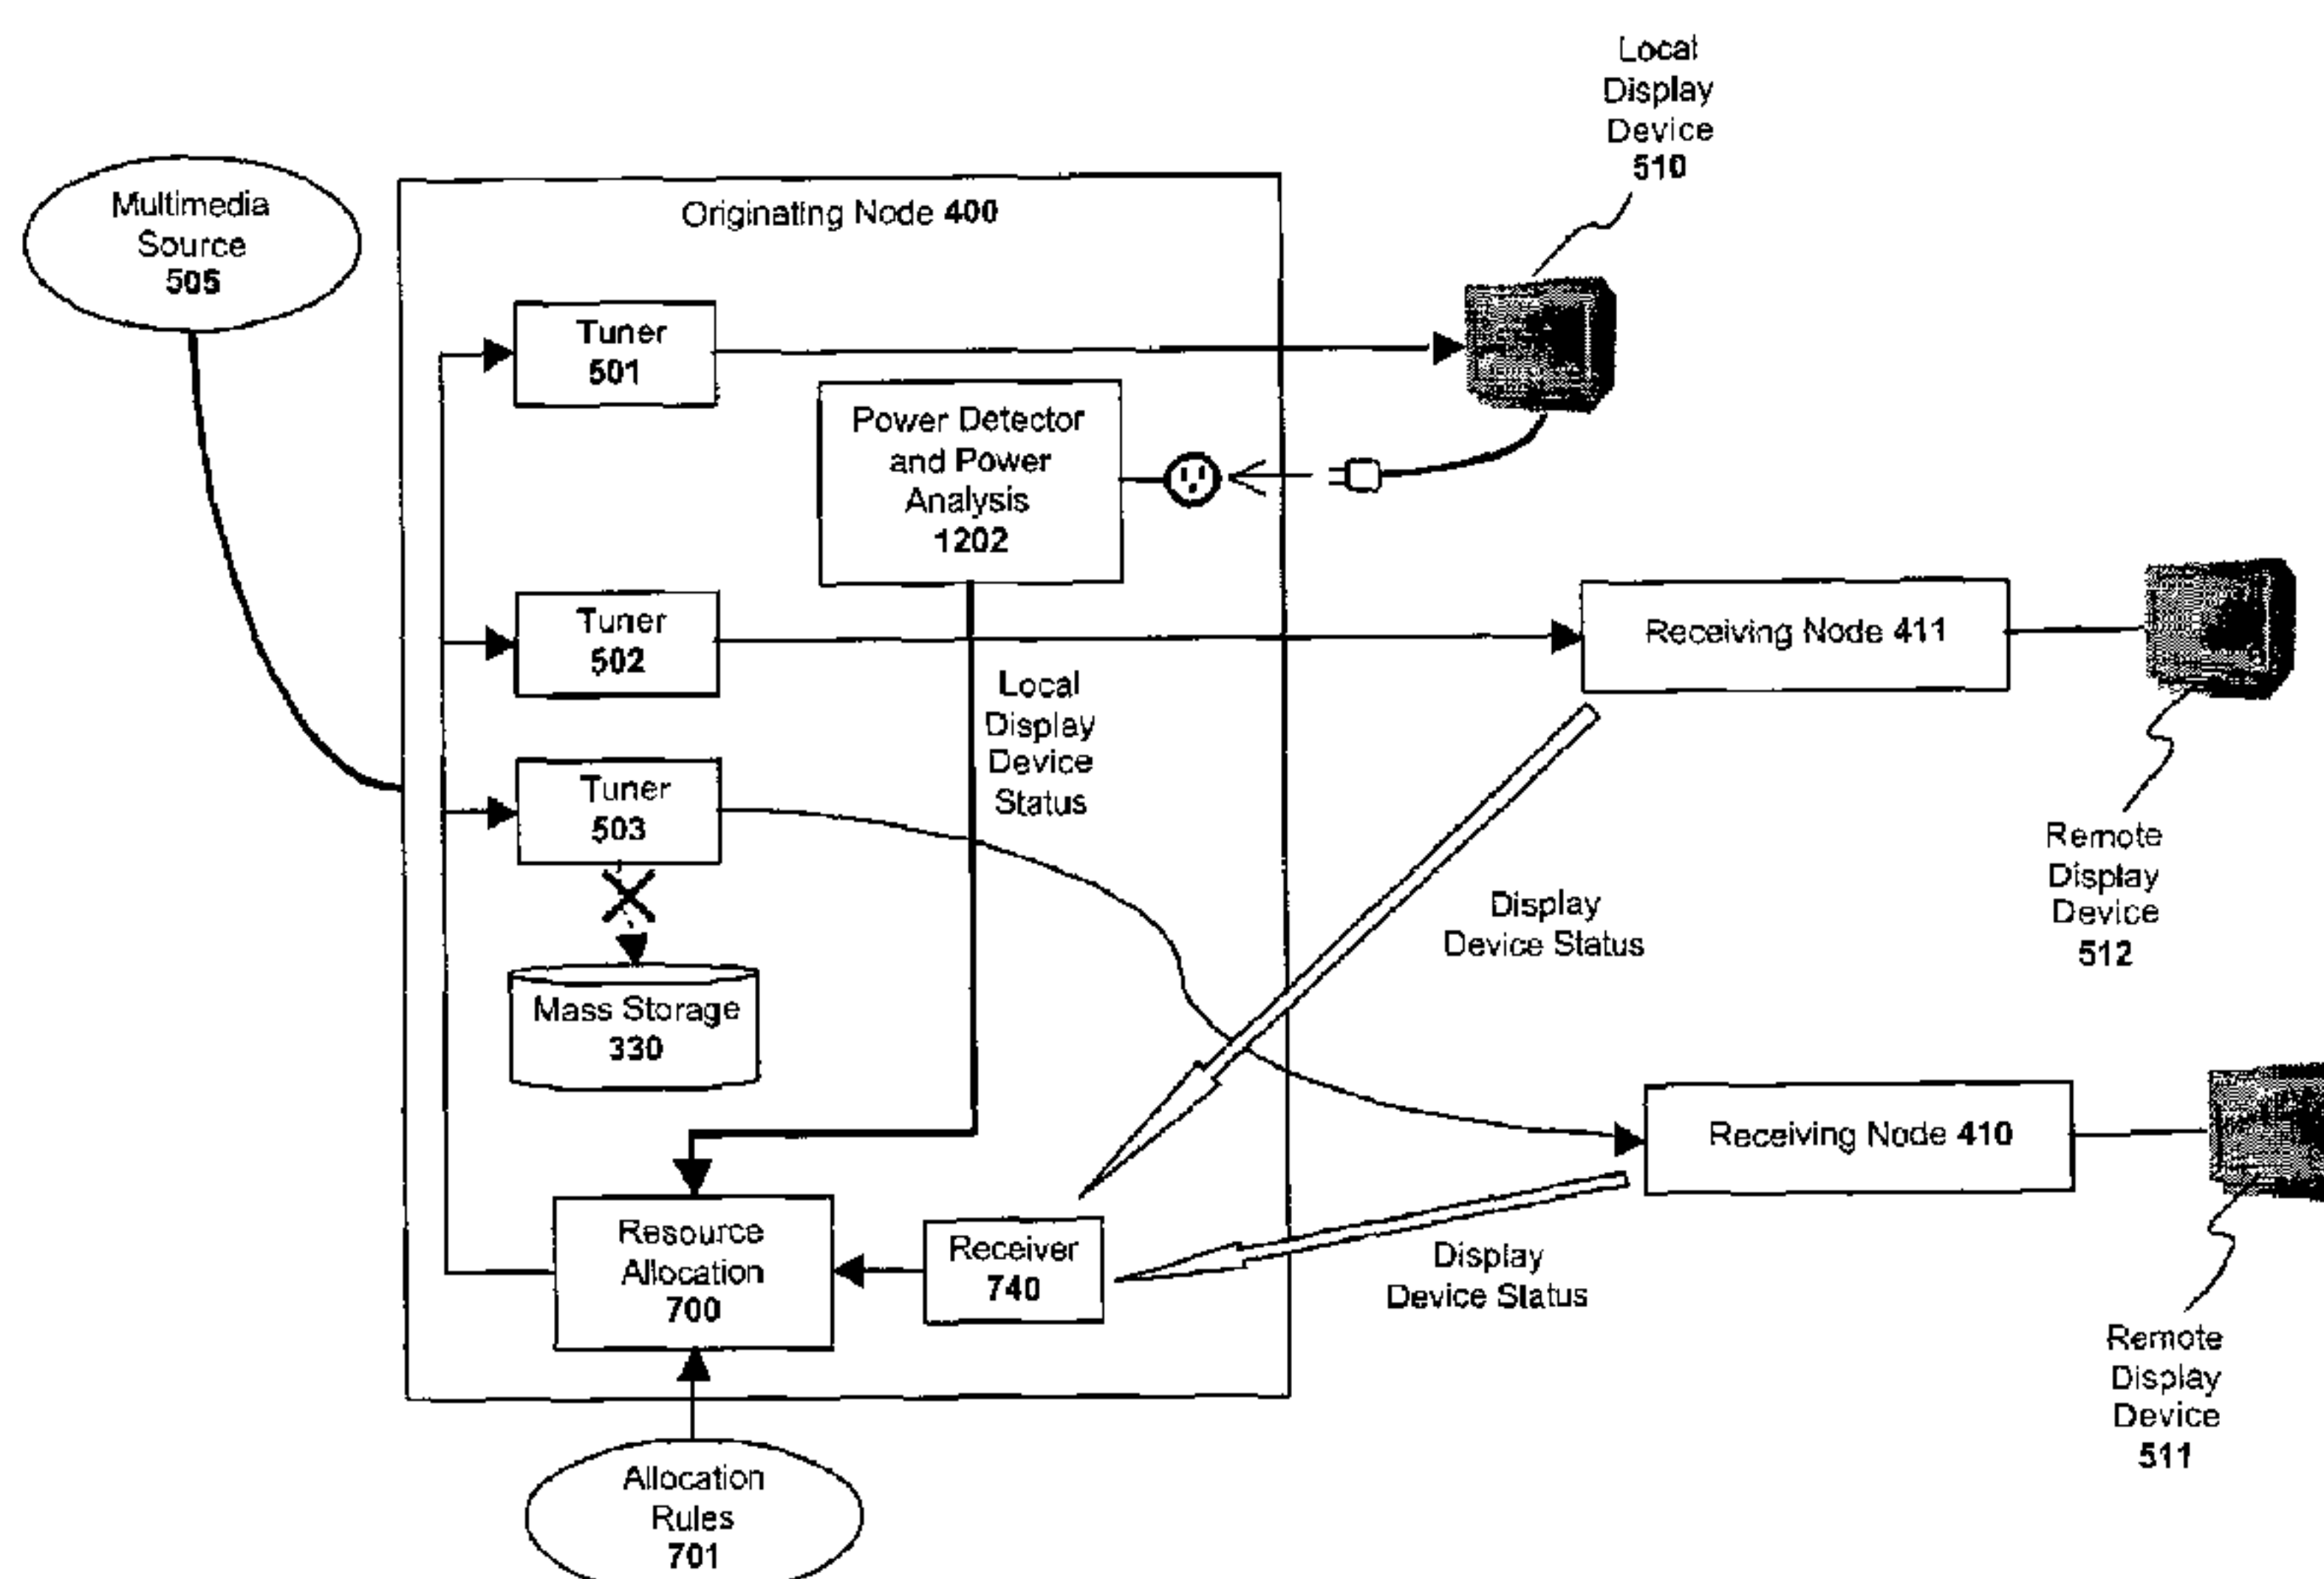 Local
Display
Device
510
Multimedia
Source
505
Originating Node 400
Tuner
501
Power Detector
and Power
Analysis
1202
Tuner
502
Receiving Node 411
Local
Display
Device
Status
Tuner
503
Remote
Display
Device
512
Display
Device Status
Mass Storage
330
Receiving Node 410
Resource
Allocation
700
Receiver
740
Display
Device Status
Remote
Display
Device
511
Allocation
Rules
701